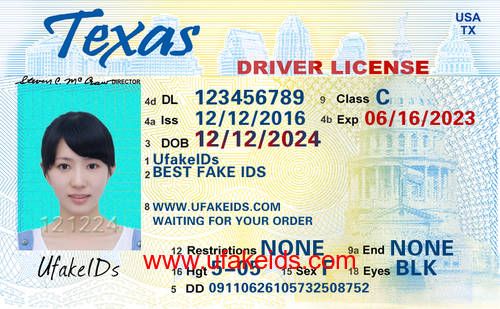 Texas
USA
TX
DRIVER LICENSE
Steven C. McCraw DIRECTOR
4d DL 123456789 9 Class C
4a Iss 12/12/2016 4b Exp 06/16/2023
3 DOB 12/12/2024
1 UfakeIDs
2 BEST FAKE IDS
8 WWW.UFAKEIDS.COM
WAITING FOR YOUR ORDER
121224
12 Restrictions NONE 9a End NONE
www.ufakeids.com
16 Hgt 5-05 15 Sex F 18 Eyes BLK
UfakeIDs
5 DD 09110626105732508752